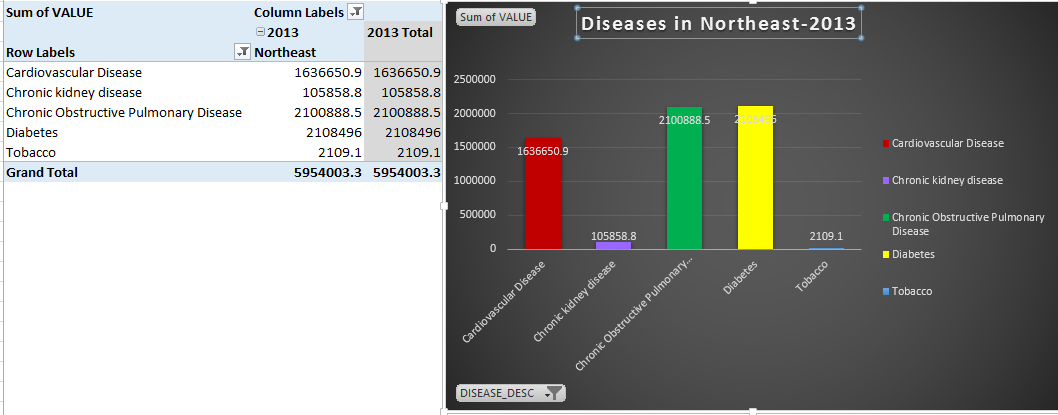 Sum of VALUE Column Labels
2013 2013 Total
Row Labels Northeast
Cardiovascular Disease 1636650.9 1636650.9
Chronic kidney disease 105858.8 105858.8
Chronic Obstructive Pulmonary Disease 2100888.5 2100888.5
Diabetes 2108496 2108496
Tobacco 2109.1 2109.1
Grand Total 5954003.3 5954003.3
Sum of VALUE
Diseases in Northeast-2013
2500000
2000000
1500000
1000000
500000
0
1636650.9
105858.8
2100888.5
2108496
2109.1
Cardiovascular Disease
Chronic kidney disease
Chronic Obstructive Pulmonary...
Diabetes
Tobacco
Cardiovascular Disease
Chronic kidney disease
Chronic Obstructive Pulmonary
Disease
Diabetes
Tobacco
DISEASE_DESC